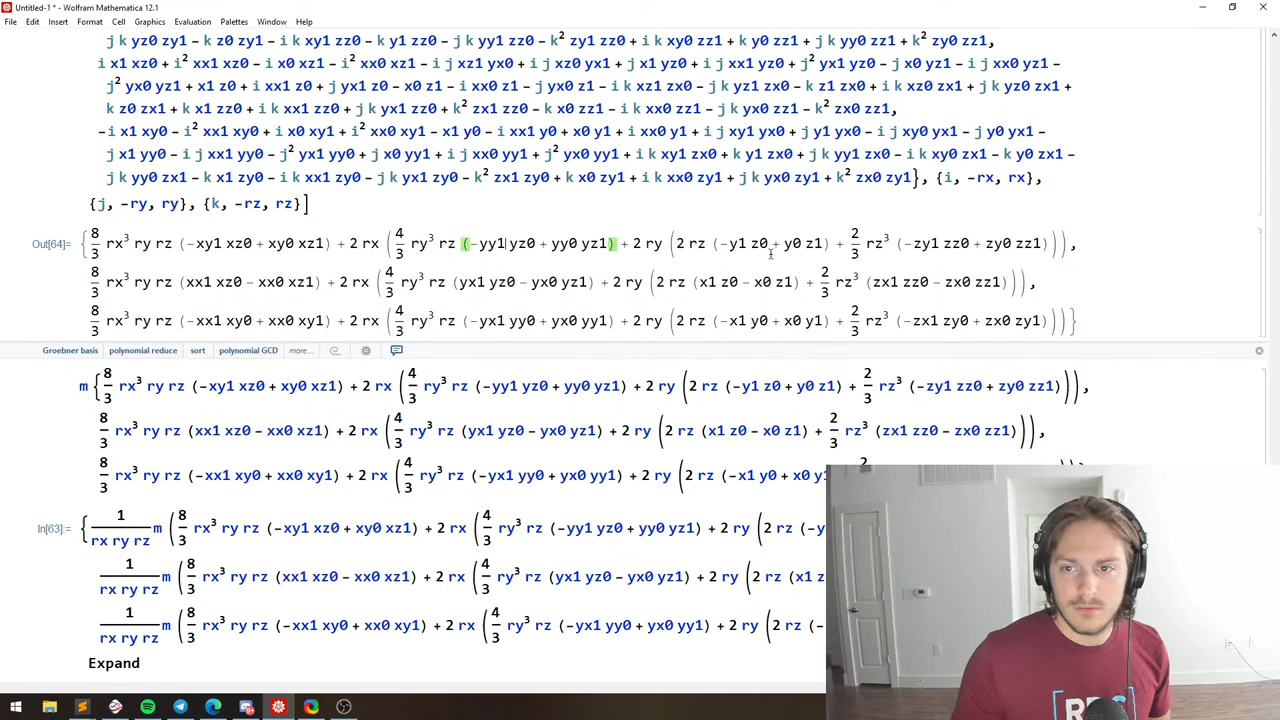 Untitled-1 * - Wolfram Mathematica 12.1
File Edit Insert Format Cell Graphics Evaluation Palettes Window Help
j k yz0 zy1 − k z0 zy1 − i k xy1 zz0 − k y1 zz0 − j k yy1 zz0 − k² zy1 zz0 + i k xy0 zz1 + k y0 zz1 + j k yy0 zz1 + k² zy0 zz1,
i x1 xz0 + i² xx1 xz0 − i x0 xz1 − i² xx0 xz1 − i j xz1 yx0 + i j xz0 yx1 + i j xx1 yz0 + j² yx1 yz0 − j x0 yz1 − i j xx0 yz1 −
j² yx0 yz1 + x1 z0 + i xx1 z0 + j yx1 z0 − x0 z1 − i xx0 z1 − j yx0 z1 − i k xz1 zx0 − j k yz1 zx0 − k z1 zx0 + i k xz0 zx1 + j k yz0 zx1 +
k z0 zx1 + k x1 zz0 + i k xx1 zz0 + j k yx1 zz0 + k² zx1 zz0 − k x0 zz1 − i k xx0 zz1 − j k yx0 zz1 − k² zx0 zz1,
−i x1 xy0 − i² xx1 xy0 + i x0 xy1 + i² xx0 xy1 − x1 y0 − i xx1 y0 + x0 y1 + i xx0 y1 + i j xy1 yx0 + j y1 yx0 − i j xy0 yx1 − j y0 yx1 −
j x1 yy0 − i j xx1 yy0 − j² yx1 yy0 + j x0 yy1 + i j xx0 yy1 + j² yx0 yy1 + i k xy1 zx0 + k y1 zx0 + j k yy1 zx0 − i k xy0 zx1 − k y0 zx1 −
j k yy0 zx1 − k x1 zy0 − i k xx1 zy0 − j k yx1 zy0 − k² zx1 zy0 + k x0 zy1 + i k xx0 zy1 + j k yx0 zy1 + k² zx0 zy1}, {i, −rx, rx},
{j, −ry, ry}, {k, −rz, rz}]
Out[64]= {8/3 rx³ ry rz (−xy1 xz0 + xy0 xz1) + 2 rx (4/3 ry³ rz (−yy1 yz0 + yy0 yz1) + 2 ry (2 rz (−y1 z0 + y0 z1) + 2/3 rz³ (−zy1 zz0 + zy0 zz1))),
8/3 rx³ ry rz (xx1 xz0 − xx0 xz1) + 2 rx (4/3 ry³ rz (yx1 yz0 − yx0 yz1) + 2 ry (2 rz (x1 z0 − x0 z1) + 2/3 rz³ (zx1 zz0 − zx0 zz1))),
8/3 rx³ ry rz (−xx1 xy0 + xx0 xy1) + 2 rx (4/3 ry³ rz (−yx1 yy0 + yx0 yy1) + 2 ry (2 rz (−x1 y0 + x0 y1) + 2/3 rz³ (−zx1 zy0 + zx0 zy1)))}
Groebner basis polynomial reduce sort polynomial GCD more...
m {8/3 rx³ ry rz (−xy1 xz0 + xy0 xz1) + 2 rx (4/3 ry³ rz (−yy1 yz0 + yy0 yz1) + 2 ry (2 rz (−y1 z0 + y0 z1) + 2/3 rz³ (−zy1 zz0 + zy0 zz1))),
8/3 rx³ ry rz (xx1 xz0 − xx0 xz1) + 2 rx (4/3 ry³ rz (yx1 yz0 − yx0 yz1) + 2 ry (2 rz (x1 z0 − x0 z1) + 2/3 rz³ (zx1 zz0 − zx0 zz1))),
8/3 rx³ ry rz (−xx1 xy0 + xx0 xy1) + 2 rx (4/3 ry³ rz (−yx1 yy0 + yx0 yy1) + 2 ry (2 rz (−x1 y0 + x0 y
In[63]:= {1/(rx ry rz) m (8/3 rx³ ry rz (−xy1 xz0 + xy0 xz1) + 2 rx (4/3 ry³ rz (−yy1 yz0 + yy0 yz1) + 2 ry (2 rz (−y
1/(rx ry rz) m (8/3 rx³ ry rz (xx1 xz0 − xx0 xz1) + 2 rx (4/3 ry³ rz (yx1 yz0 − yx0 yz1) + 2 ry (2 rz (x1 z
1/(rx ry rz) m (8/3 rx³ ry rz (−xx1 xy0 + xx0 xy1) + 2 rx (4/3 ry³ rz (−yx1 yy0 + yx0 yy1) + 2 ry (2 rz (−
Expand